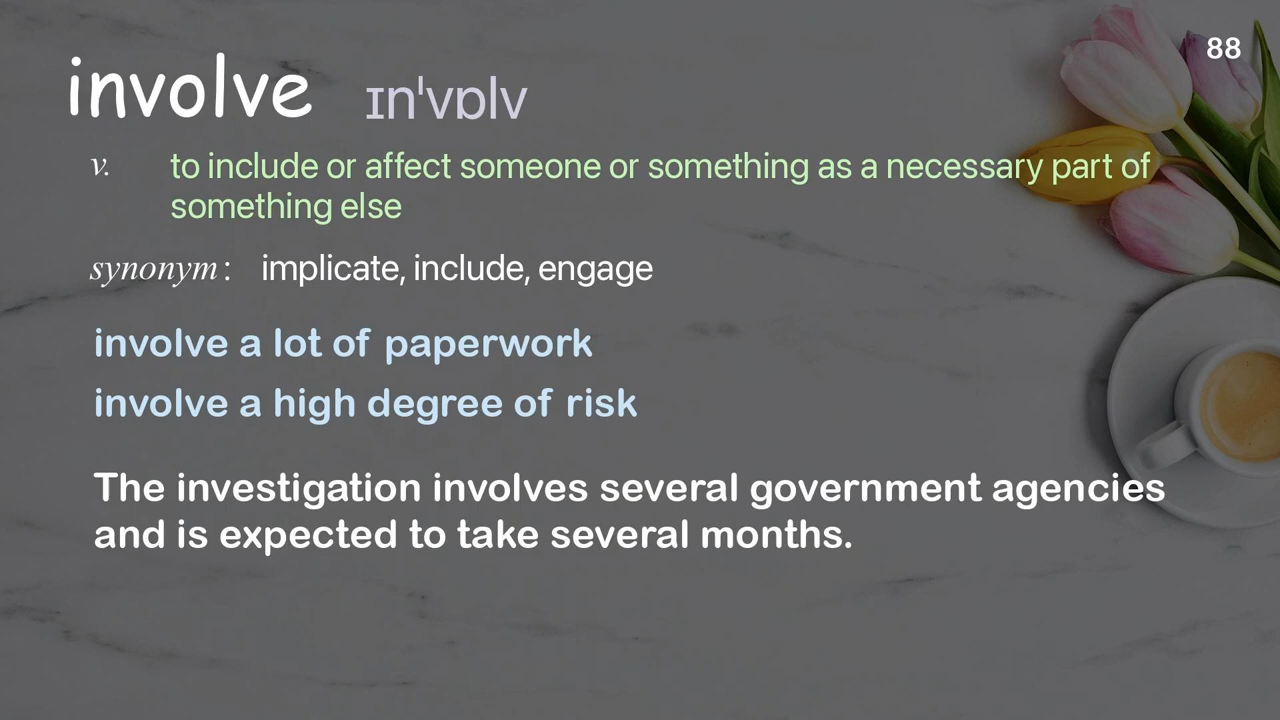 88
involve ɪnˈvɒlv
v. to include or affect someone or something as a necessary part of
something else
synonym: implicate, include, engage
involve a lot of paperwork
involve a high degree of risk
The investigation involves several government agencies
and is expected to take several months.